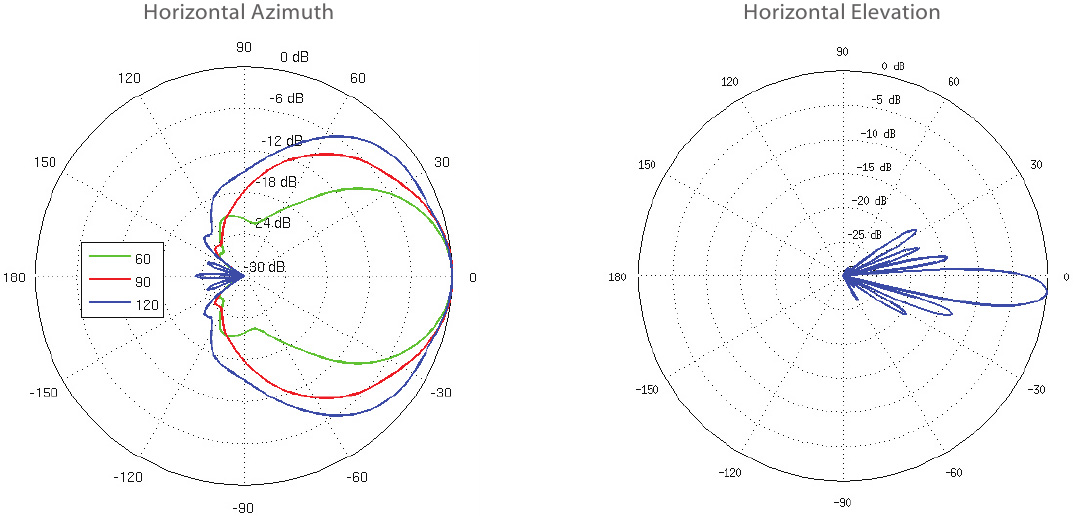 Horizontal Azimuth
90
0 dB
120
60
-6 dB
-12 dB
150
30
-18 dB
24 dB
-30 dB
180
0
60
90
120
-150
-30
-120
-60
-90
Horizontal Elevation
90
0 dB
120
60
-5 dB
-10 dB
150
30
-15 dB
-20 dB
-25 dB
180
0
-150
-30
-120
-60
-90